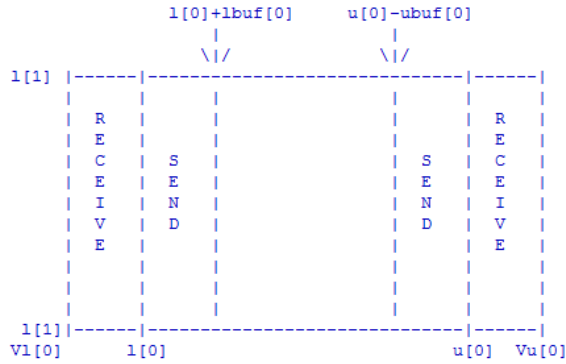 l[0]+lbuf[0] u[0]-ubuf[0]
| |
\|/ \|/
l[1] |------|-----------------------------|------|
| | | | | |
| R | | | | R |
| E | | | | E |
| C | S | | S | C |
| E | E | | E | E |
| I | N | | N | I |
| V | D | | D | V |
| E | | | | E |
| | | | | |
| | | | | |
| | | | | |
l[1]|------|-----------------------------|------|
Vl[0] l[0] u[0] Vu[0]